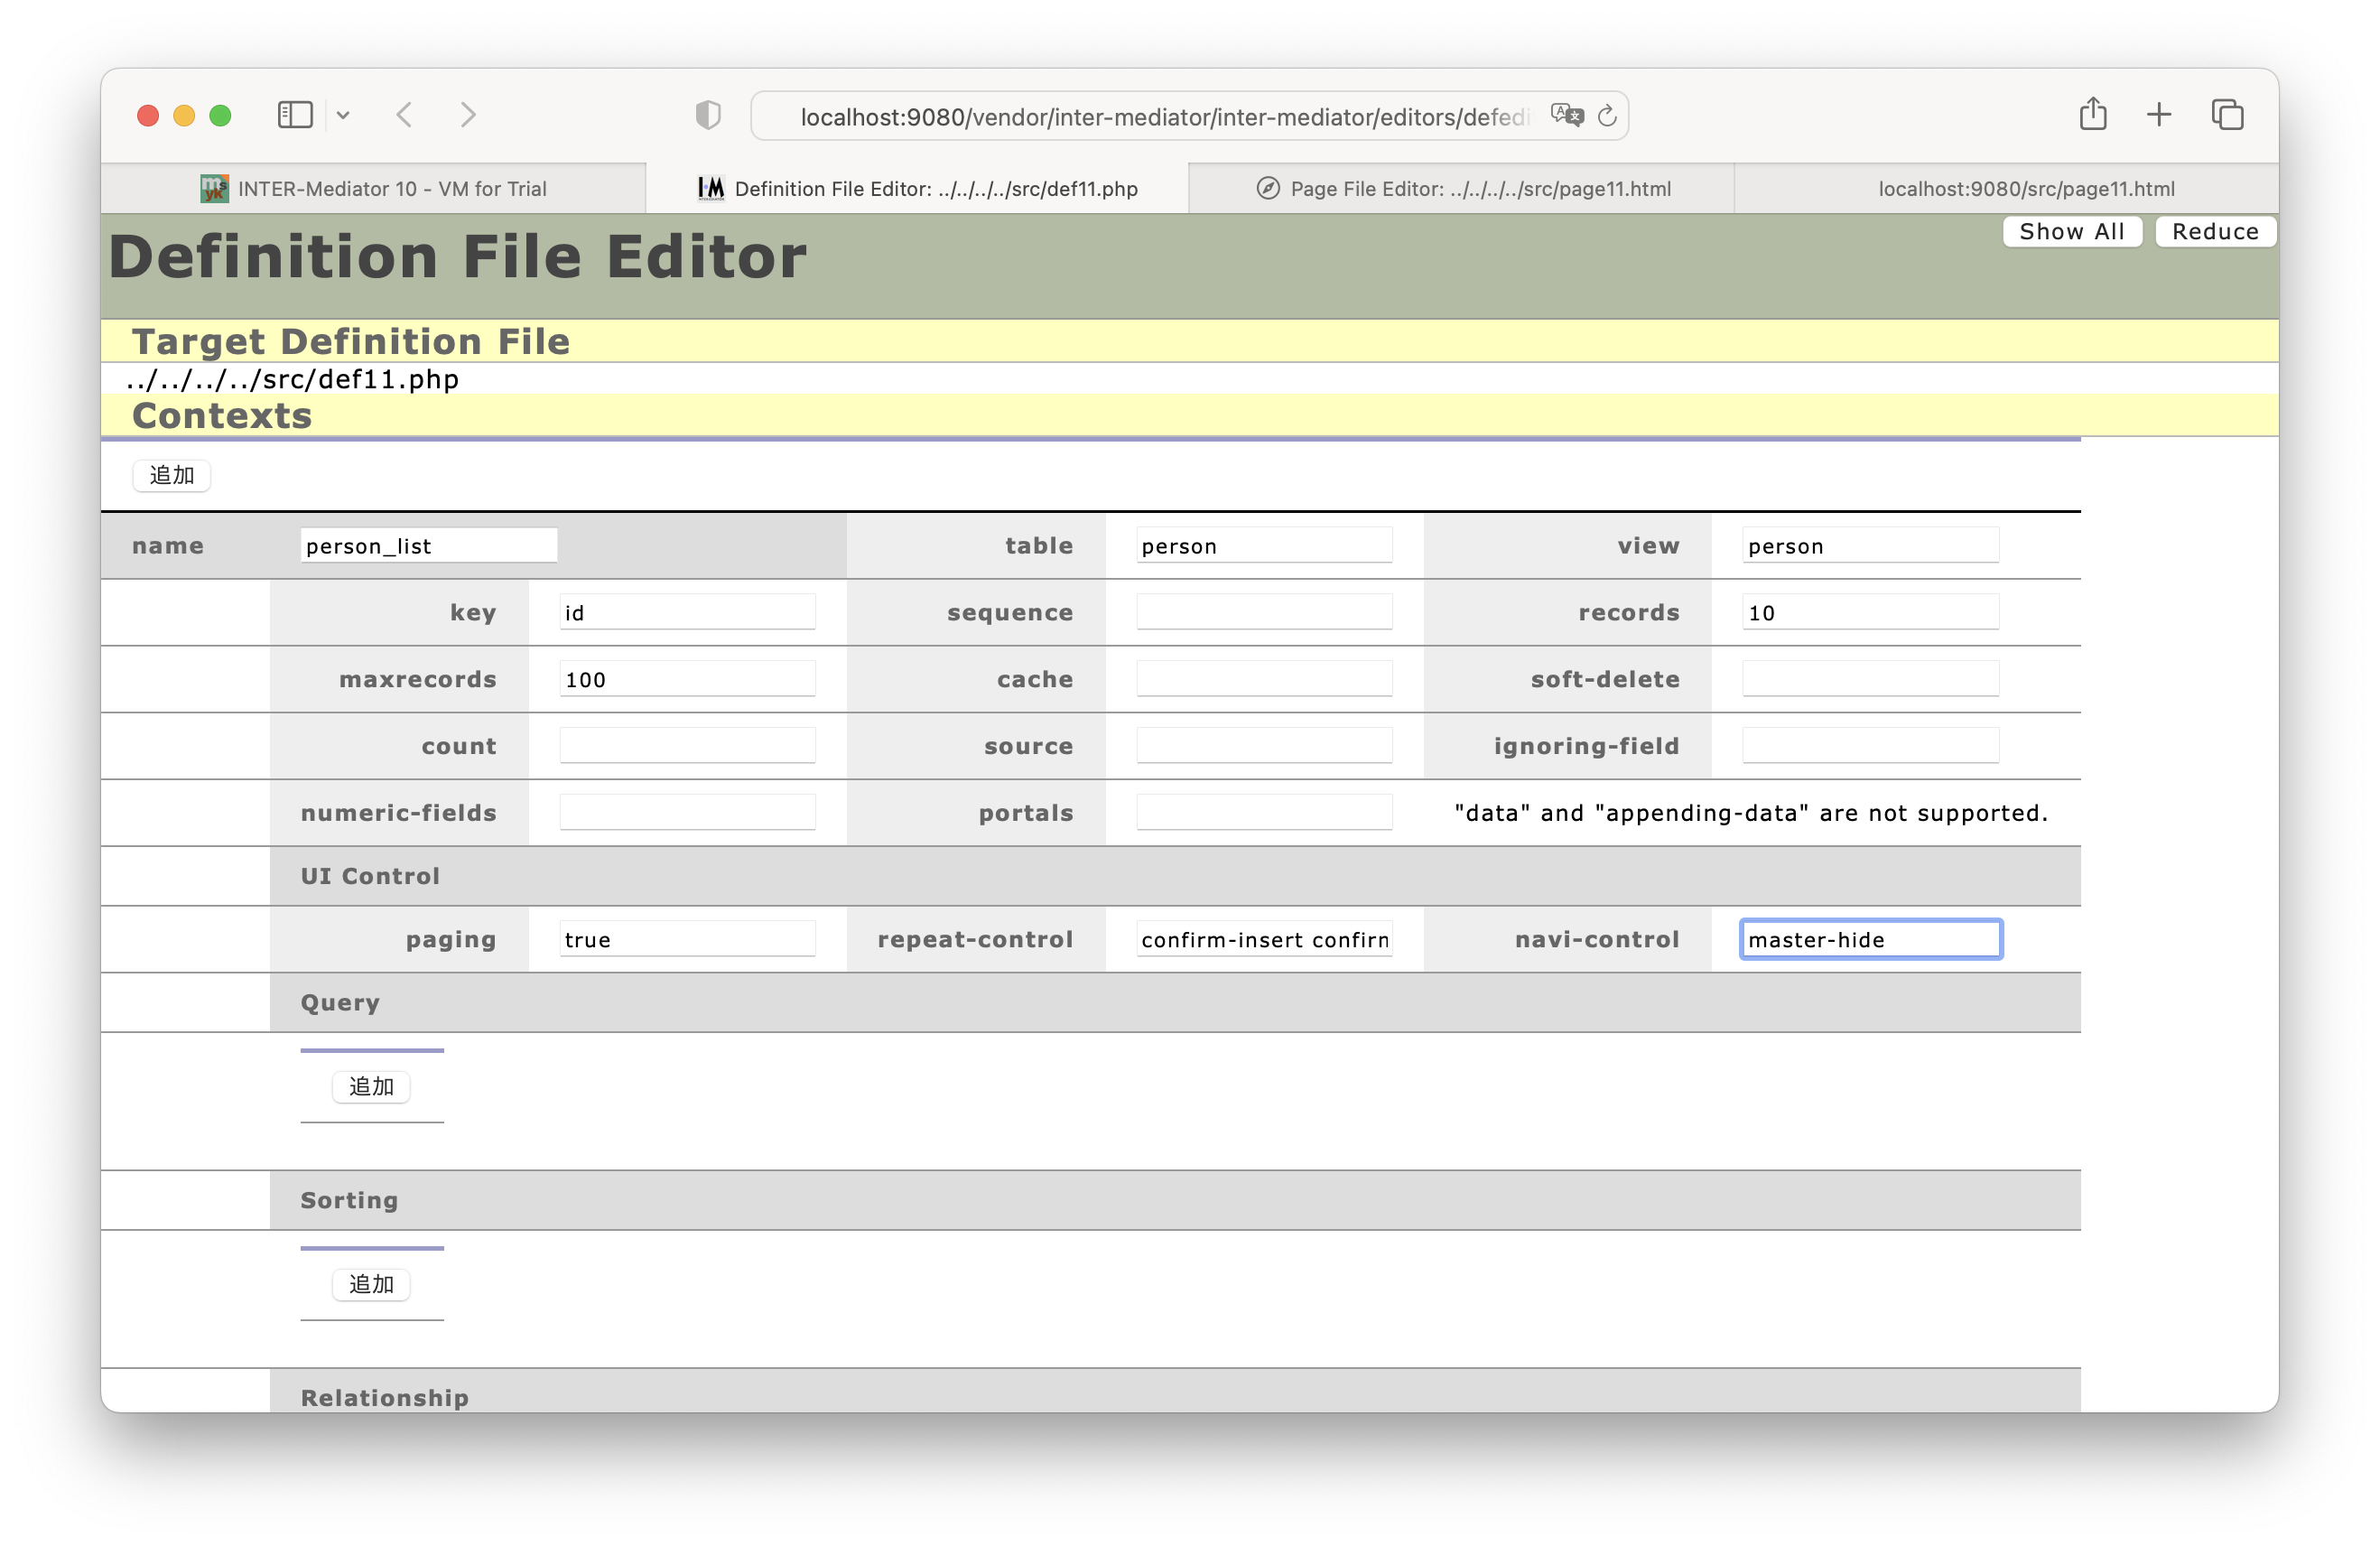 localhost:9080/vendor/inter-mediator/inter-mediator/editors/defedi
INTER-Mediator 10 - VM for Trial
Definition File Editor: ../../../../src/def11.php
Page File Editor: ../../../../src/page11.html
localhost:9080/src/page11.html
Definition File Editor
Show All
Reduce
Target Definition File
../../../../src/def11.php
Contexts
追加
name person_list table person view person
key id sequence records 10
maxrecords 100 cache soft-delete
count source ignoring-field
numeric-fields portals "data" and "appending-data" are not supported.
UI Control
paging true repeat-control confirm-insert confirm navi-control master-hide
Query
追加
Sorting
追加
Relationship